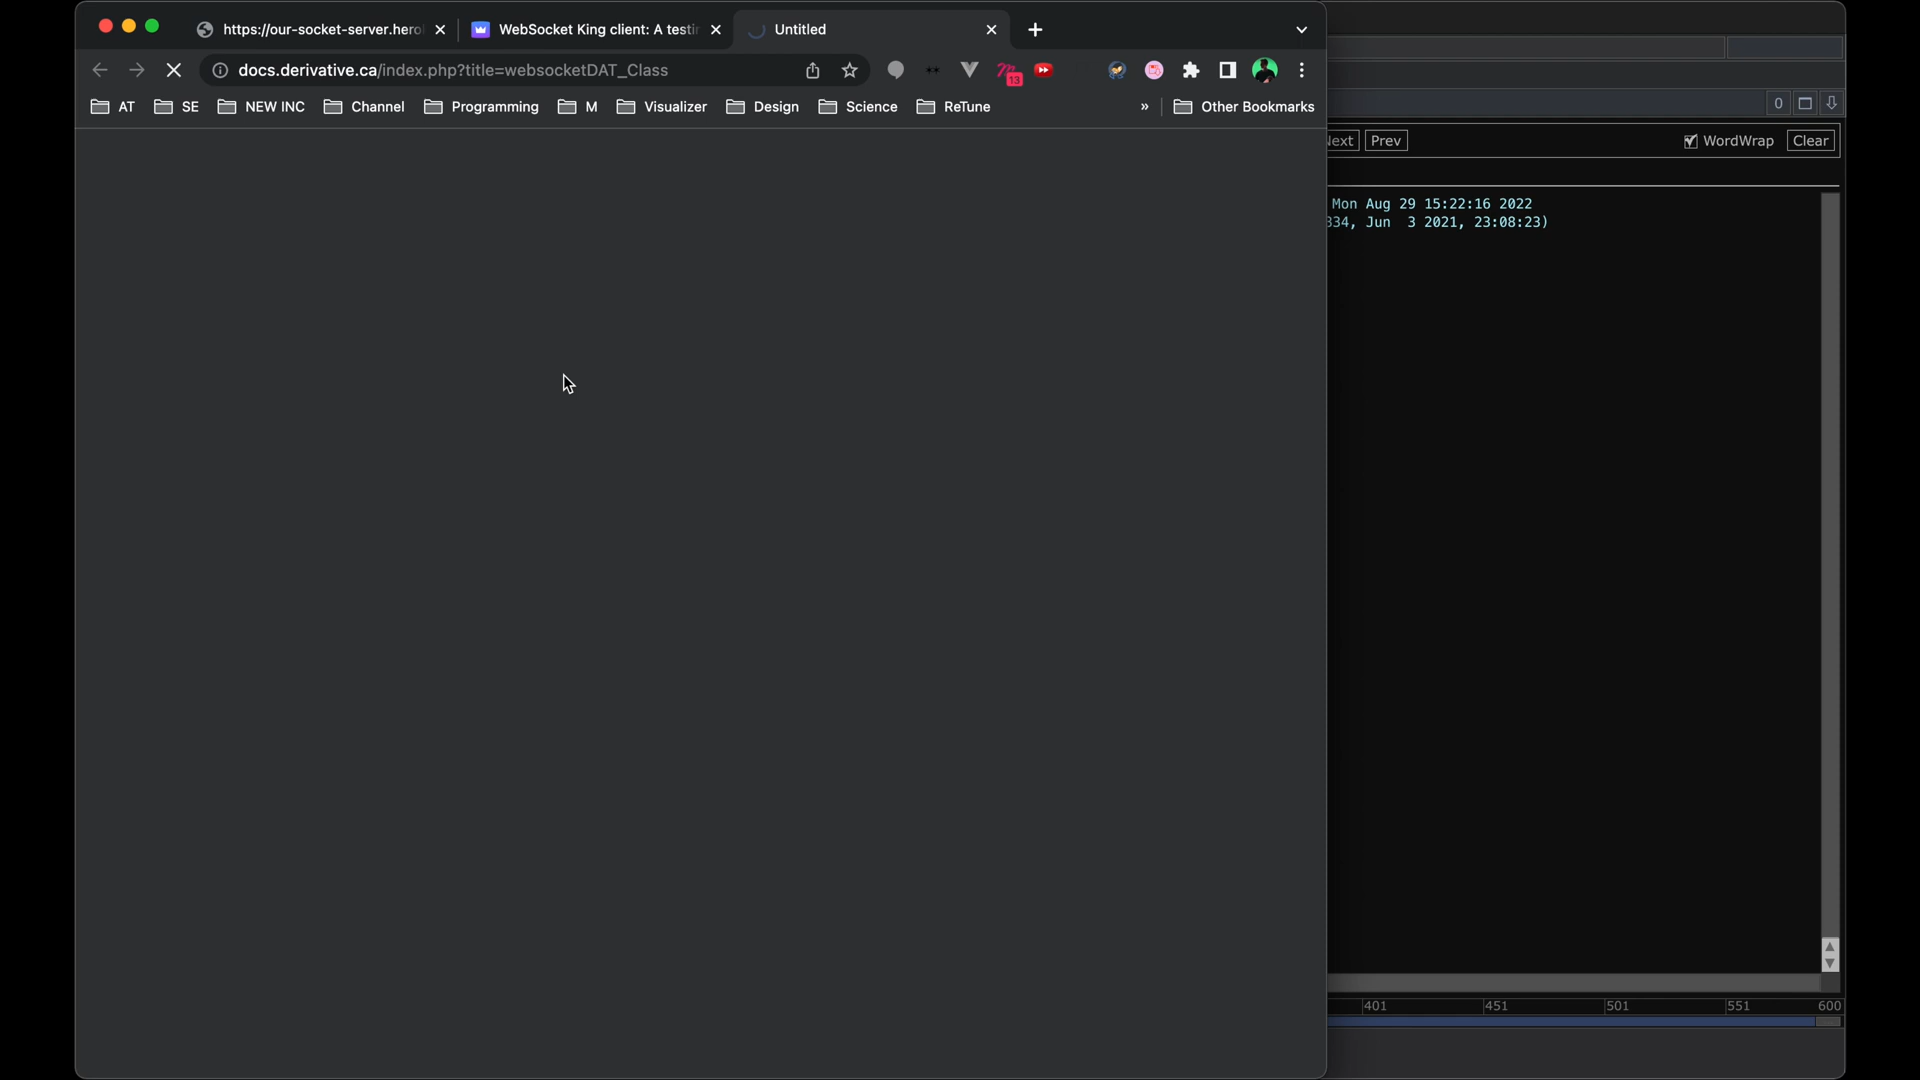 https://our-socket-server.hero
WebSocket King client: A testi
Untitled
docs.derivative.ca/index.php?title=websocketDAT_Class
13
AT
SE
NEW INC
Channel
Programming
M
Visualizer
Design
Science
ReTune
»
Other Bookmarks
0
ext
Prev
WordWrap
Clear
Mon Aug 29 15:22:16 2022
334, Jun 3 2021, 23:08:23)
401
451
501
551
600